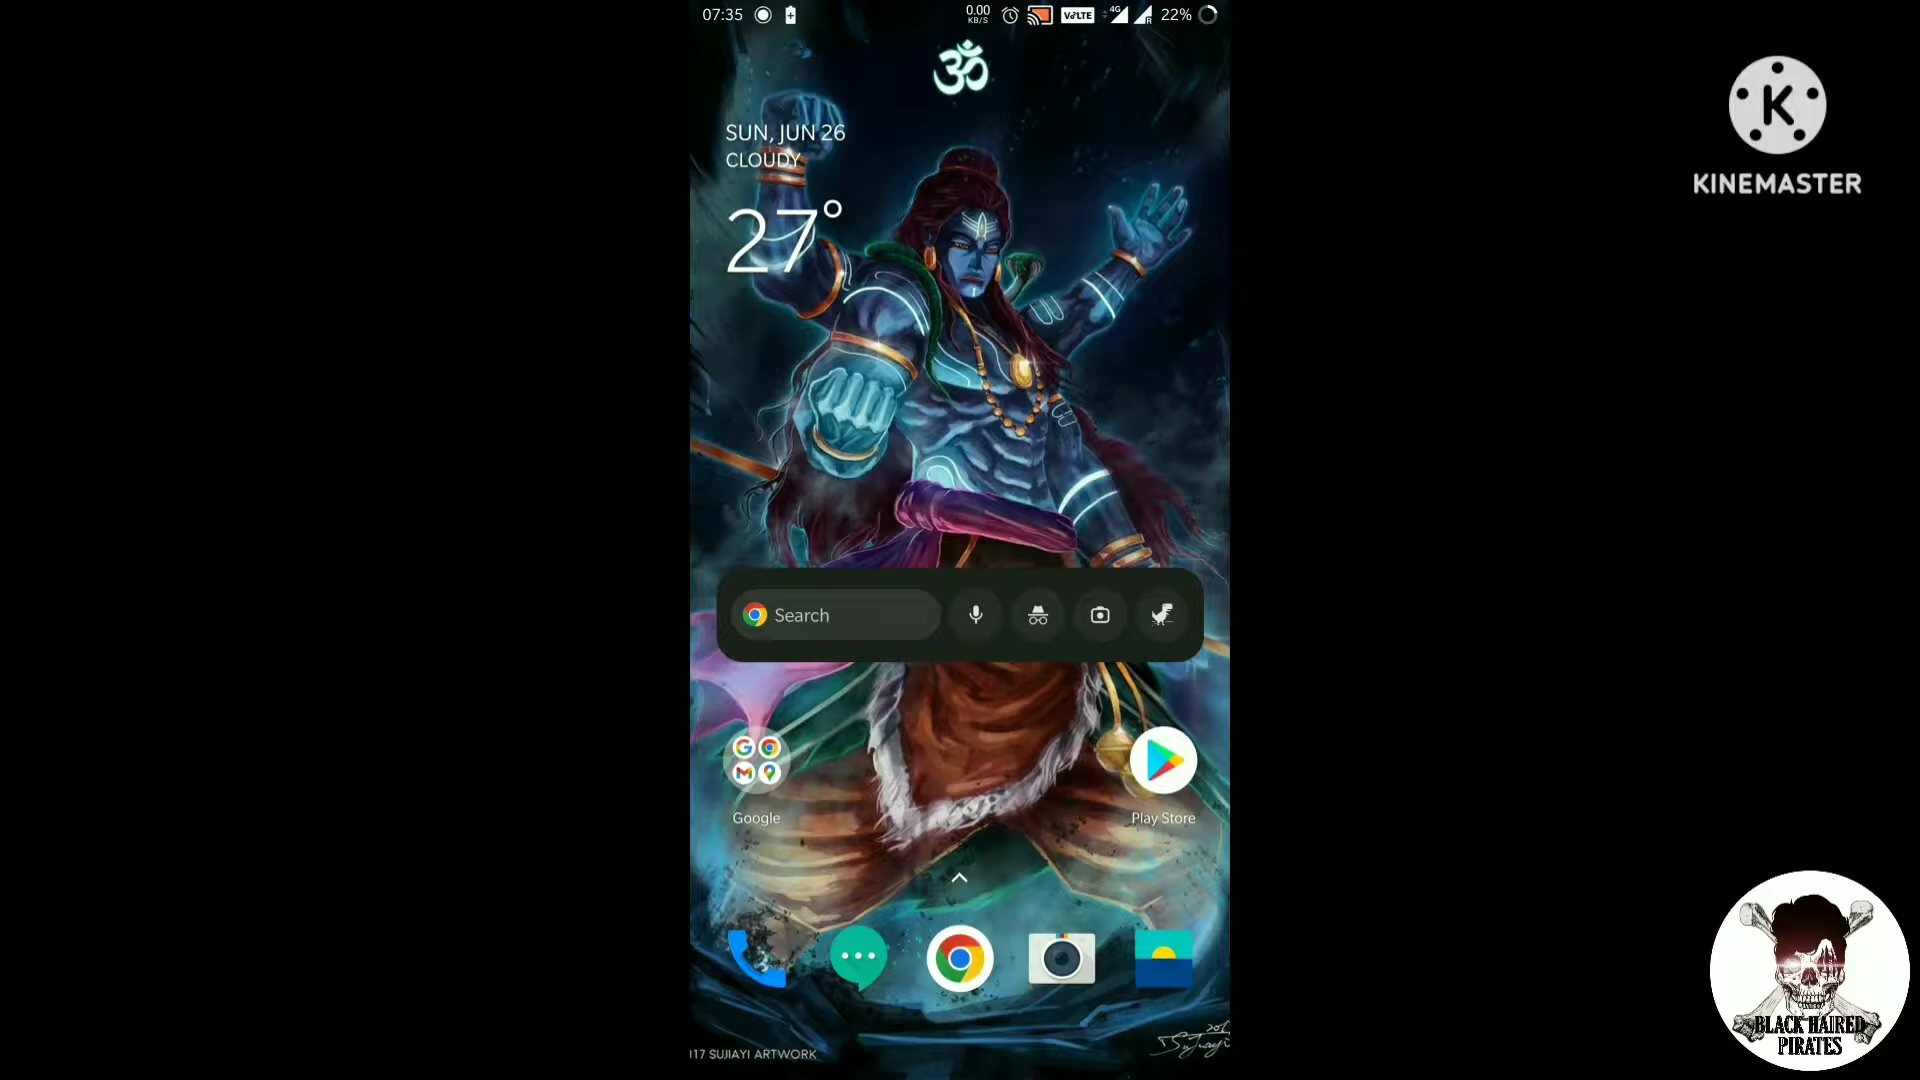 07:35
0.00
KB/S
VoLTE
4G
R
22%
ॐ
SUN, JUN 26
CLOUDY
27°
Search
Google
Play Store
17 SUJIAYI ARTWORK
K
KINEMASTER
BLACK HAIRED
PIRATES